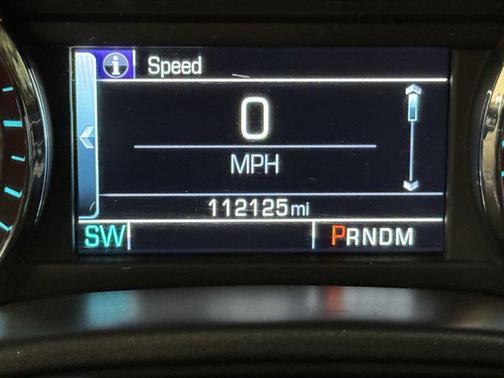 i Speed
0
MPH
112125 mi
SW PRNDM